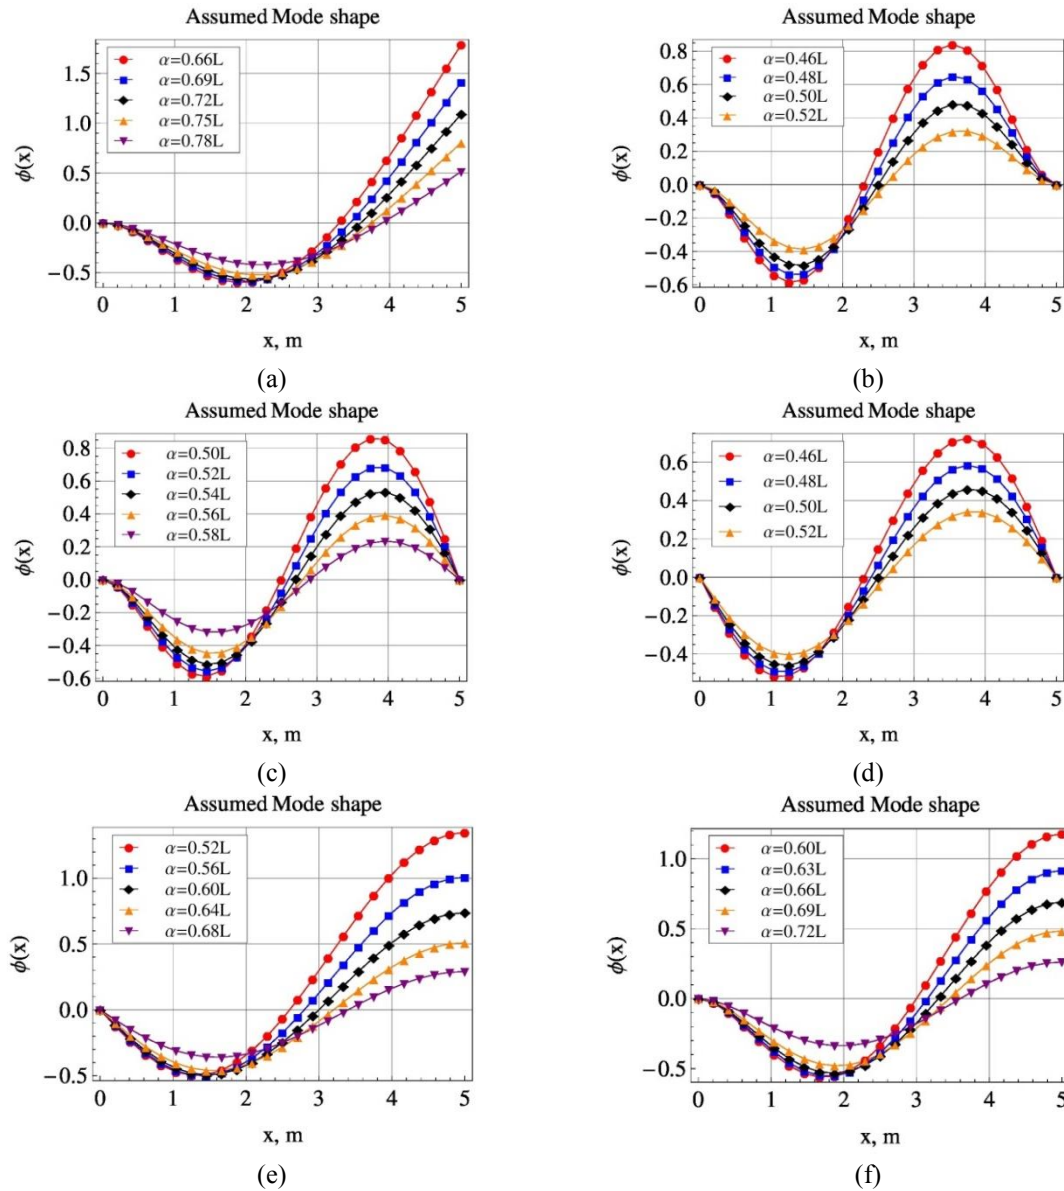 Assumed Mode shape
α=0.66L
α=0.69L
α=0.72L
α=0.75L
α=0.78L
1.5
1.0
0.5
0.0
−0.5
ϕ(x)
0 1 2 3 4 5
x, m
(a)
Assumed Mode shape
α=0.46L
α=0.48L
α=0.50L
α=0.52L
0.8
0.6
0.4
0.2
0.0
−0.2
−0.4
−0.6
ϕ(x)
0 1 2 3 4 5
x, m
(b)
Assumed Mode shape
α=0.50L
α=0.52L
α=0.54L
α=0.56L
α=0.58L
0.8
0.6
0.4
0.2
0.0
−0.2
−0.4
−0.6
ϕ(x)
0 1 2 3 4 5
x, m
(c)
Assumed Mode shape
α=0.46L
α=0.48L
α=0.50L
α=0.52L
0.6
0.4
0.2
0.0
−0.2
−0.4
ϕ(x)
0 1 2 3 4 5
x, m
(d)
Assumed Mode shape
α=0.52L
α=0.56L
α=0.60L
α=0.64L
α=0.68L
1.0
0.5
0.0
−0.5
ϕ(x)
0 1 2 3 4 5
x, m
(e)
Assumed Mode shape
α=0.60L
α=0.63L
α=0.66L
α=0.69L
α=0.72L
1.0
0.5
0.0
−0.5
ϕ(x)
0 1 2 3 4 5
x, m
(f)